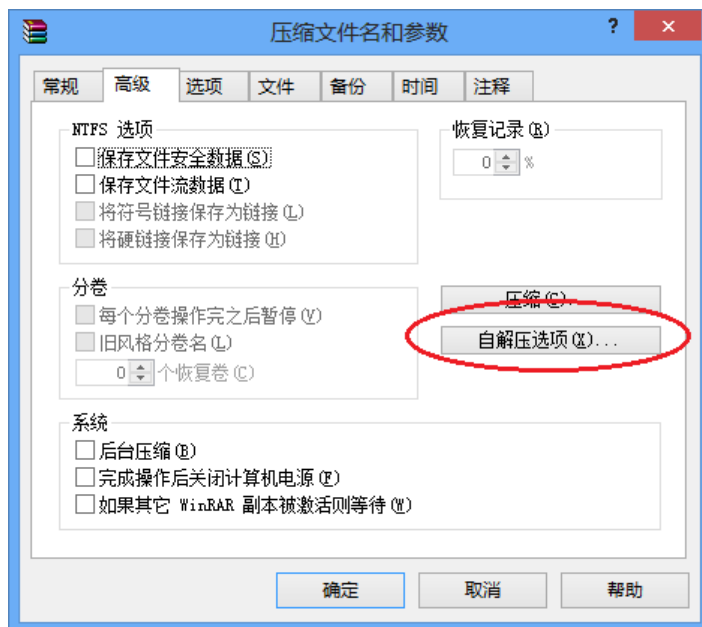 压缩文件名和参数 ?
常规 高级 选项 文件 备份 时间 注释
NTFS 选项
保存文件安全数据(S)
保存文件流数据(T)
将符号链接保存为链接(L)
将硬链接保存为链接(H)
恢复记录(R)
0 %
分卷
每个分卷操作完之后暂停(V)
旧风格分卷名(L)
0 个恢复卷(C)
压缩(C)...
自解压选项(X)...
系统
后台压缩(B)
完成操作后关闭计算机电源(F)
如果其它 WinRAR 副本被激活则等待(W)
确定 取消 帮助